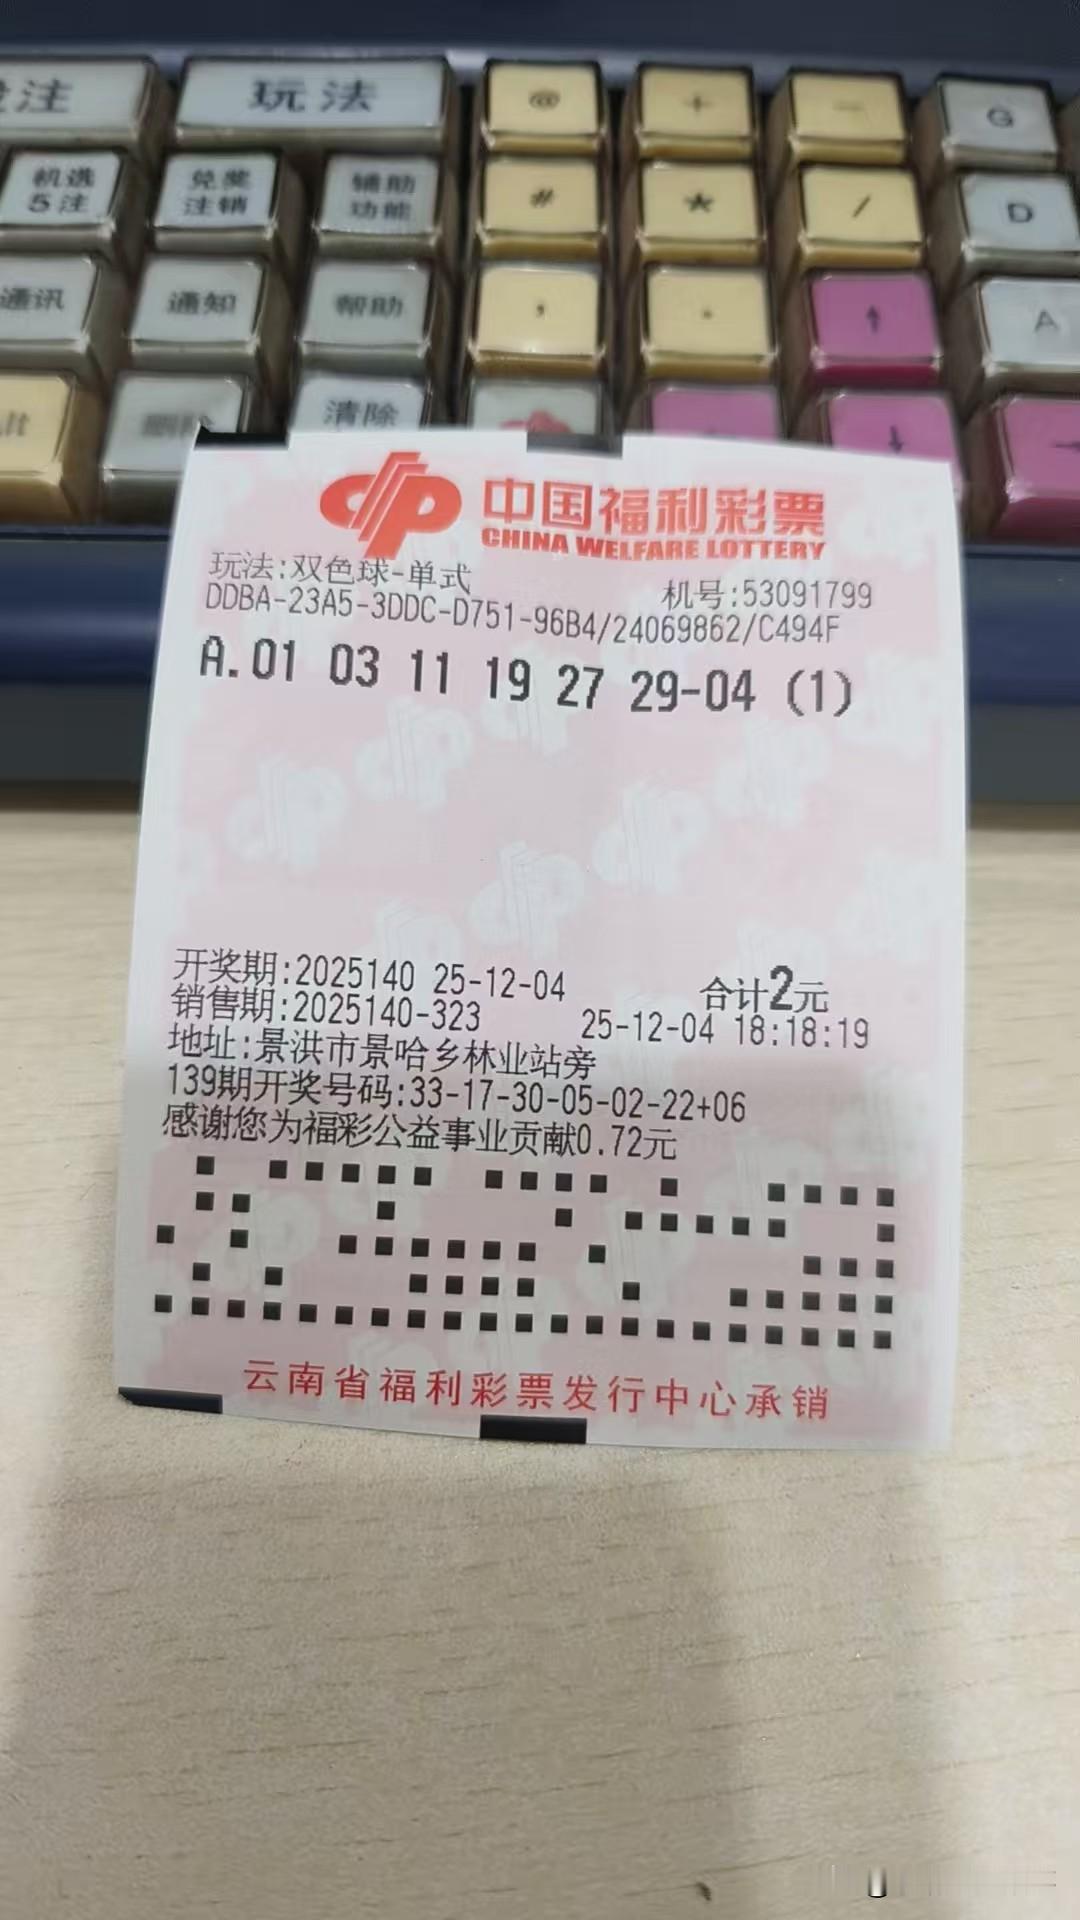 玩法
@
+
G
机选
5注
兑奖
注销
辅助
功能
#
*
/
D
通讯
通知
帮助
,
.
↑
A
清除
↓
中国福利彩票
CHINA WELFARE LOTTERY
玩法:双色球-单式
机号:53091799
DDBA-23A5-3DDC-D751-96B4/24069862/C494F
A.01 03 11 19 27 29-04 (1)
开奖期:2025140 25-12-04
合计2元
销售期:2025140-323
25-12-04 18:18:19
地址:景洪市景哈乡林业站旁
139期开奖号码:33-17-30-05-02-22+06
感谢您为福彩公益事业贡献0.72元
云南省福利彩票发行中心承销